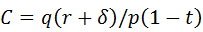 C = q(r + δ)/p(1 − t)